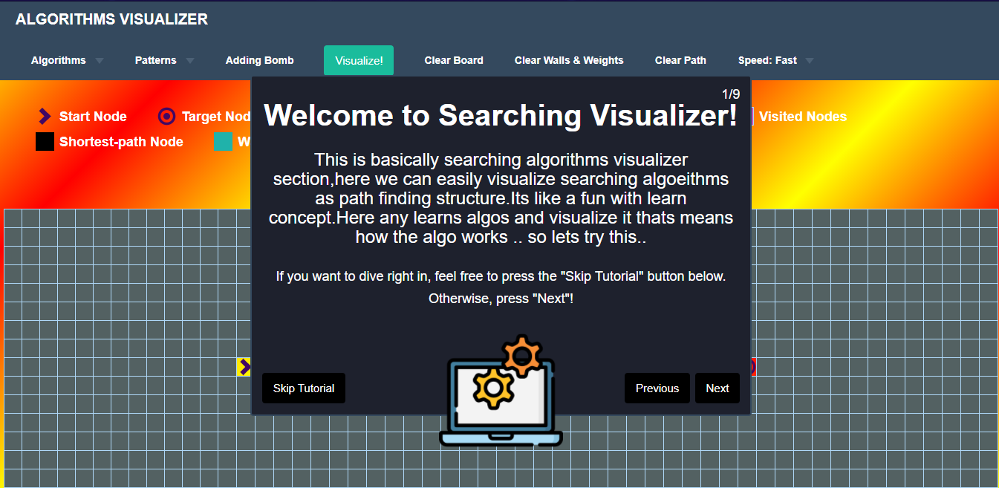 ALGORITHMS VISUALIZER
Algorithms Patterns Adding Bomb Visualize! Clear Board Clear Walls & Weights Clear Path Speed: Fast
1/9
Welcome to Searching Visualizer!
Start Node Target Nod Visited Nodes
Shortest-path Node W
This is basically searching algorithms visualizer
section,here we can easily visualize searching algoeithms
as path finding structure.Its like a fun with learn
concept.Here any learns algos and visualize it thats means
how the algo works .. so lets try this..
If you want to dive right in, feel free to press the "Skip Tutorial" button below.
Otherwise, press "Next"!
Skip Tutorial Previous Next